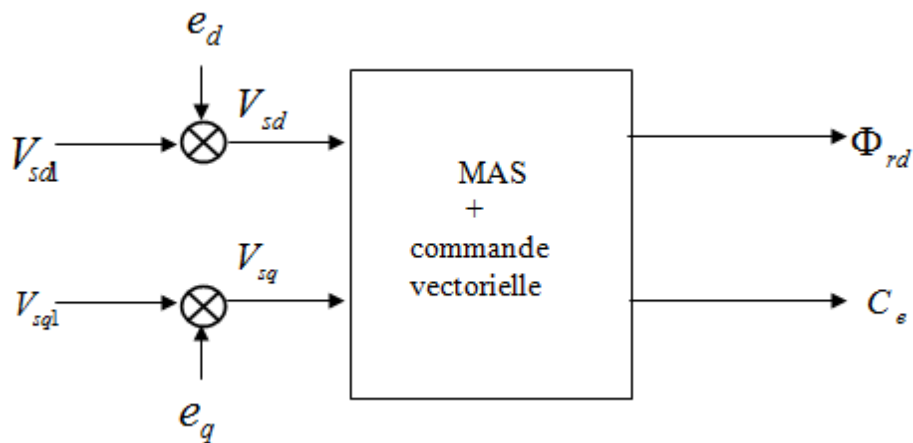 e_d
V_sd
V_sd1
Φ_rd
MAS
+
commande
vectorielle
V_sq
V_sq1
C_e
e_q